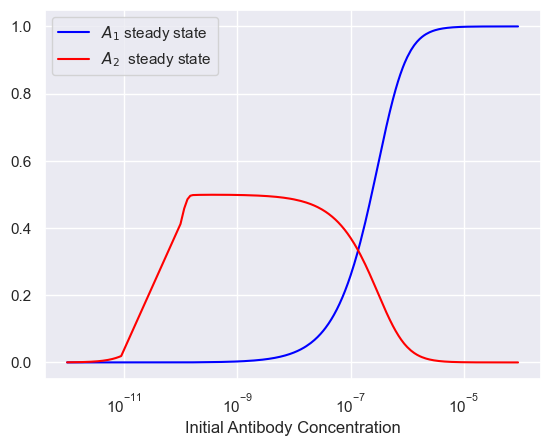 1.0
0.8
0.6
0.4
0.2
0.0
A₁ steady state
A₂ steady state
10⁻¹¹ 10⁻⁹ 10⁻⁷ 10⁻⁵
Initial Antibody Concentration